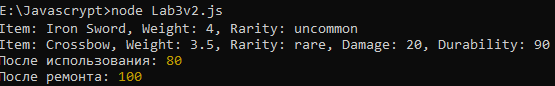 E:\Javascrypt>node Lab3v2.js
Item: Iron Sword, Weight: 4, Rarity: uncommon
Item: Crossbow, Weight: 3.5, Rarity: rare, Damage: 20, Durability: 90
После использования: 80
После ремонта: 100